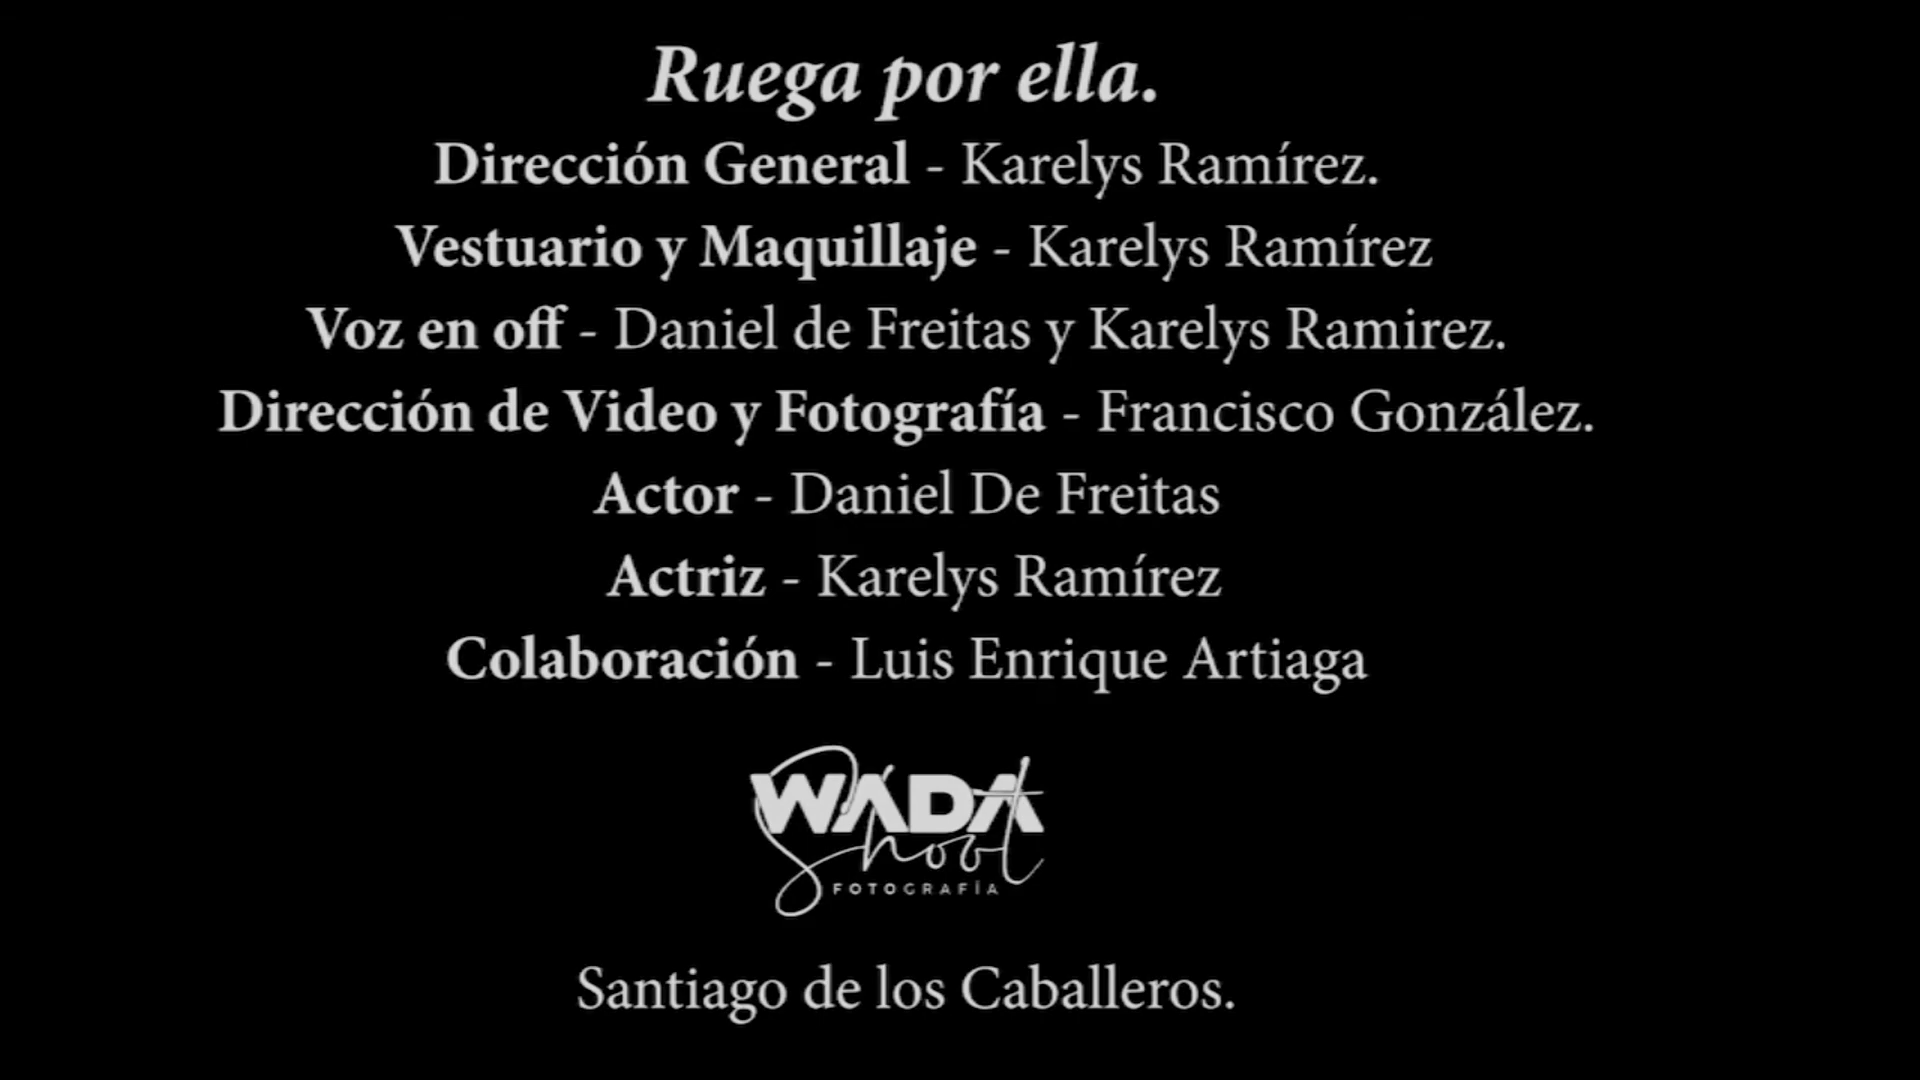 Ruega por ella.
Dirección General - Karelys Ramírez.
Vestuario y Maquillaje - Karelys Ramírez
Voz en off - Daniel de Freitas y Karelys Ramirez.
Dirección de Video y Fotografía - Francisco González.
Actor - Daniel De Freitas
Actriz - Karelys Ramírez
Colaboración - Luis Enrique Artiaga
WADA
Shoot
FOTOGRAFÍA
Santiago de los Caballeros.